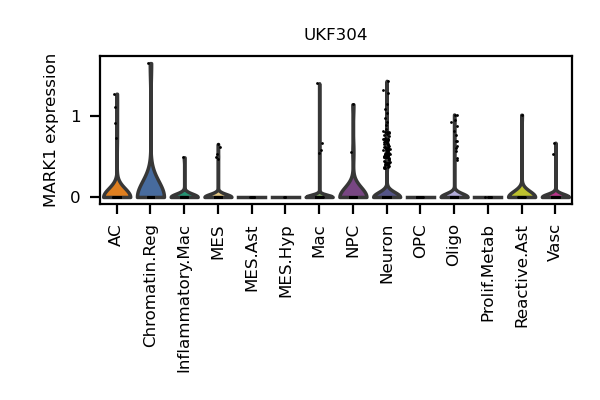 UKF304
MARK1 expression
1
0
AC
Chromatin.Reg
Inflammatory.Mac
MES
MES.Ast
MES.Hyp
Mac
NPC
Neuron
OPC
Oligo
Prolif.Metab
Reactive.Ast
Vasc